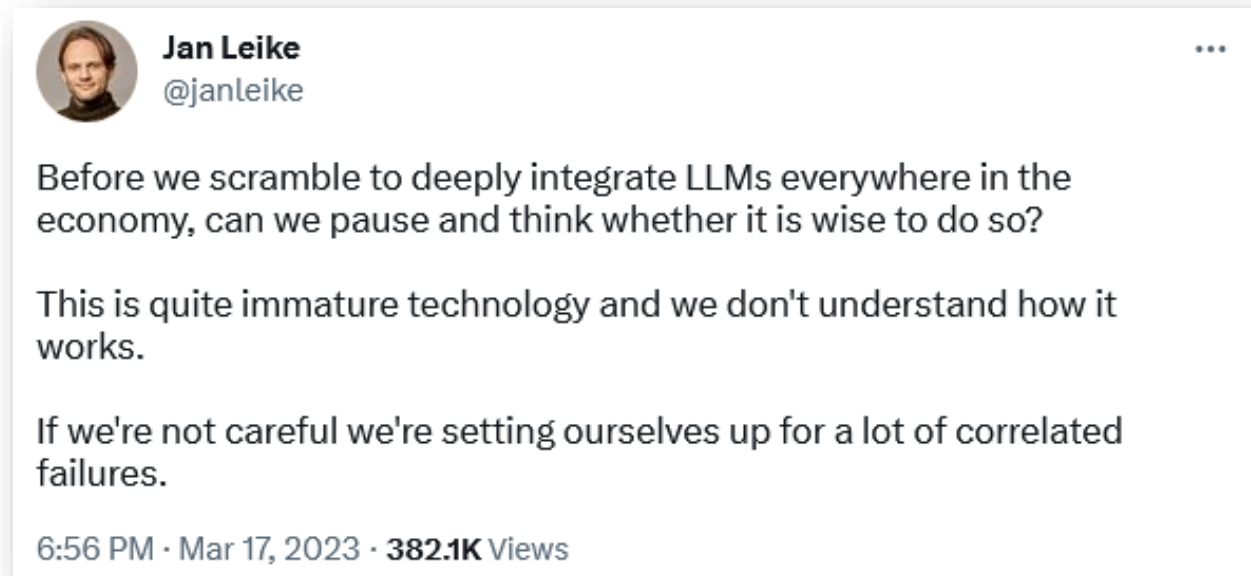 Jan Leike
@janleike
Before we scramble to deeply integrate LLMs everywhere in the
economy, can we pause and think whether it is wise to do so?
This is quite immature technology and we don't understand how it
works.
If we're not careful we're setting ourselves up for a lot of correlated
failures.
6:56 PM · Mar 17, 2023 · 382.1K Views